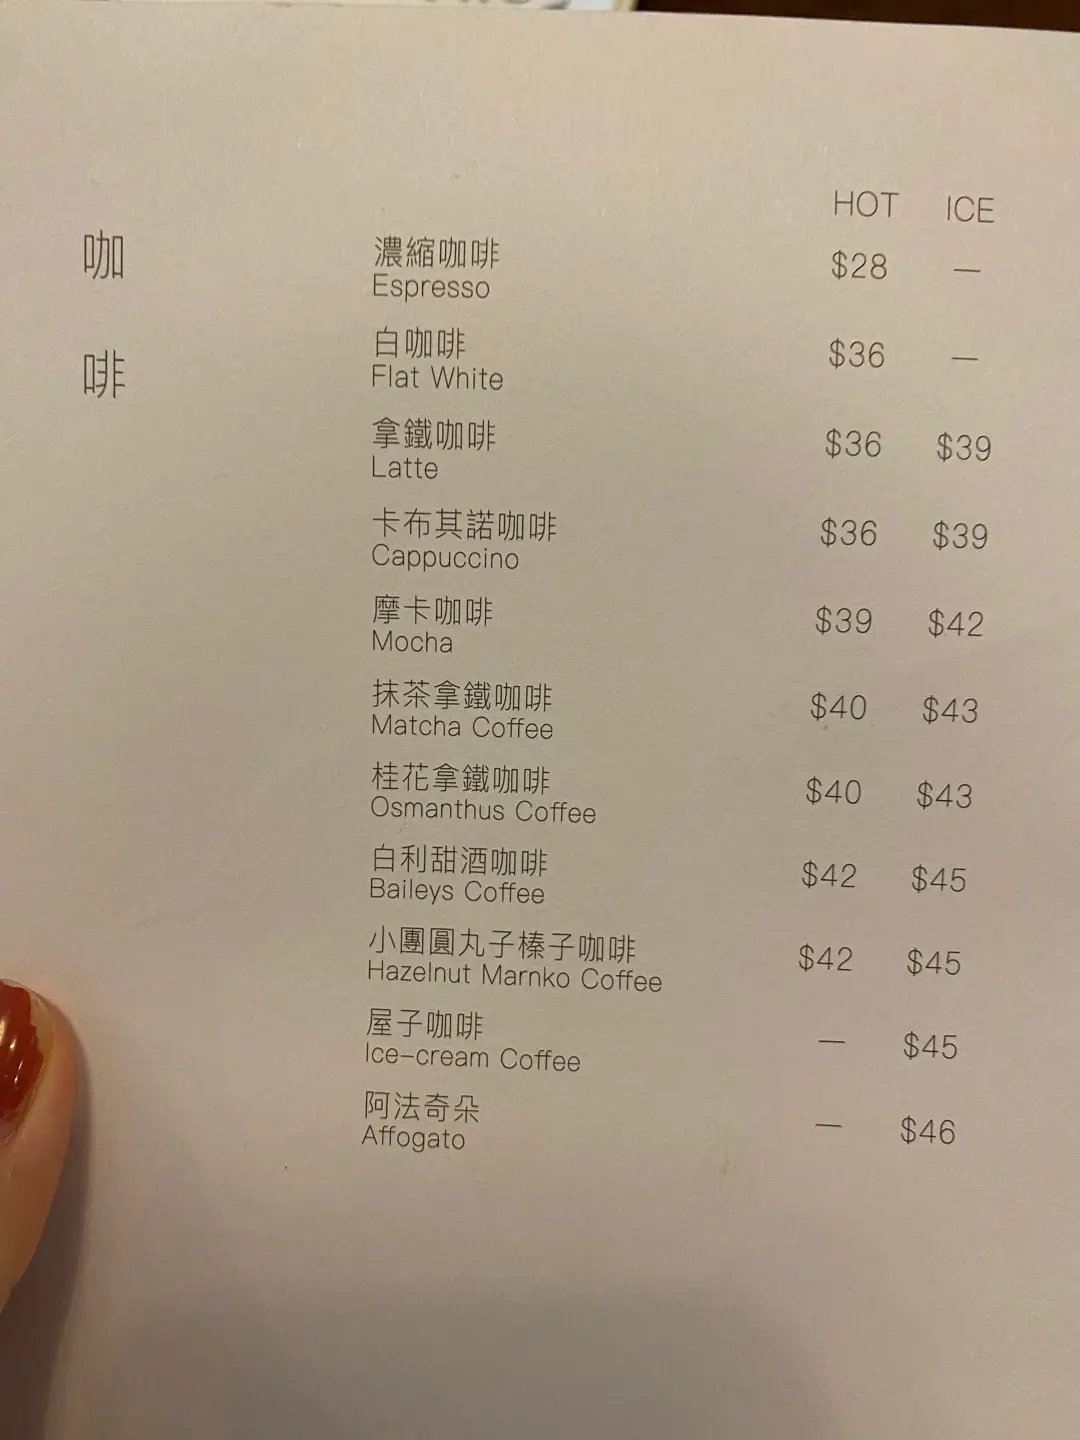 HOT ICE
咖
啡
濃縮咖啡 $28 —
Espresso
白咖啡 $36 —
Flat White
拿鐵咖啡 $36 $39
Latte
卡布其諾咖啡 $36 $39
Cappuccino
摩卡咖啡 $39 $42
Mocha
抹茶拿鐵咖啡 $40 $43
Matcha Coffee
桂花拿鐵咖啡 $40 $43
Osmanthus Coffee
白利甜酒咖啡 $42 $45
Baileys Coffee
小團圓丸子榛子咖啡 $42 $45
Hazelnut Marnko Coffee
屋子咖啡 — $45
Ice-cream Coffee
阿法奇朵 — $46
Affogato